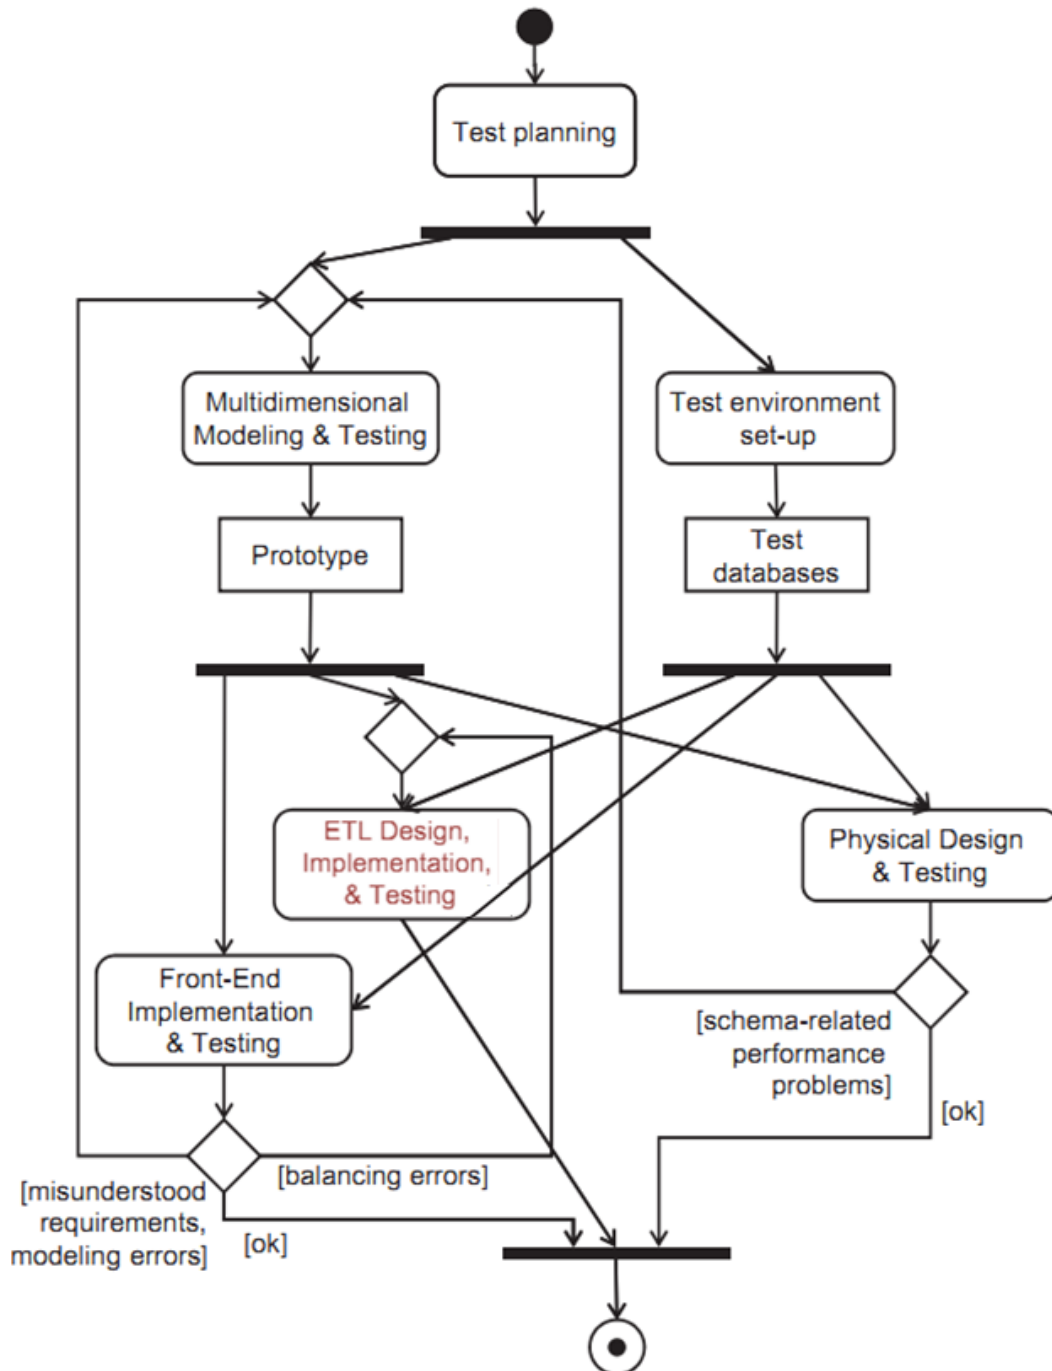 Test planning
Multidimensional
Modeling & Testing
Test environment
set-up
Prototype
Test
databases
ETL Design,
Implementation,
& Testing
Physical Design
& Testing
Front-End
Implementation
& Testing
[schema-related
performance
problems]
[ok]
[balancing errors]
[misunderstood
requirements,
modeling errors]
[ok]